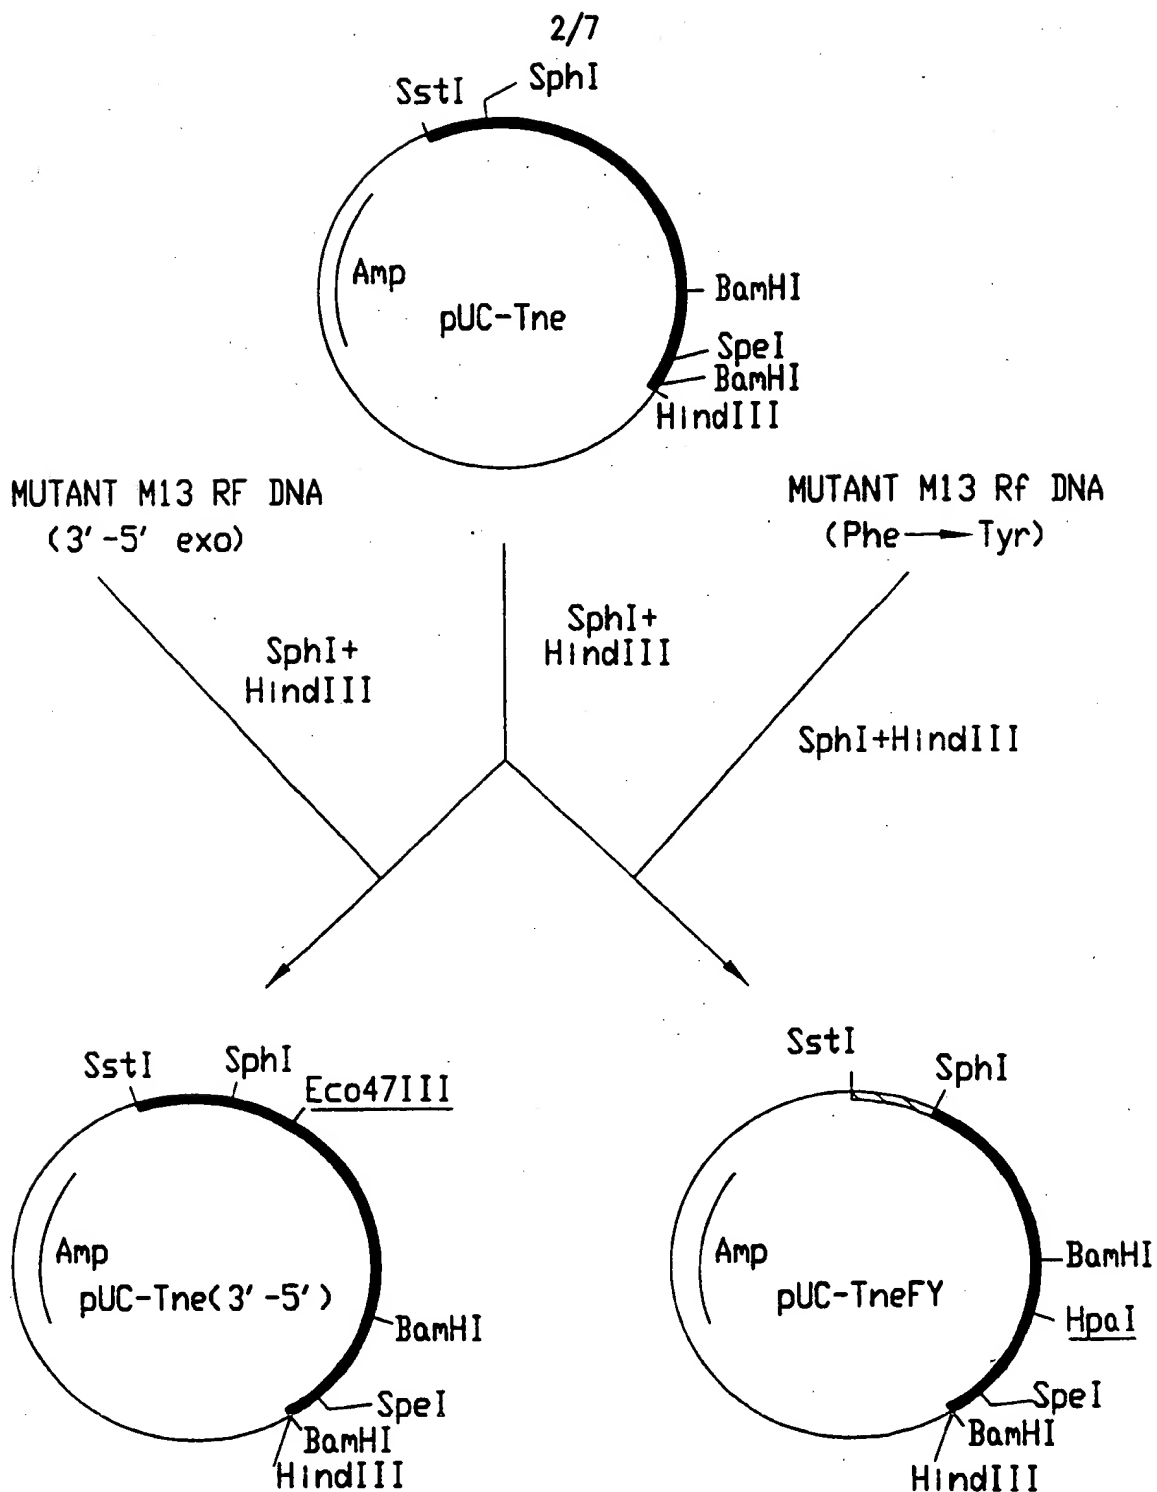 2/7
SstI
SphI
Amp
pUC-Tne
BamHI
SpeI
BamHI
HindIII
MUTANT M13 RF DNA
(3'-5' exo)
MUTANT M13 Rf DNA
(Phe → Tyr)
SphI+
HindIII
SphI+
HindIII
SphI+HindIII
SstI
SphI
Eco47III
Amp
pUC-Tne(3'-5')
BamHI
SpeI
BamHI
HindIII
SstI
SphI
Amp
pUC-TneFY
BamHI
HpaI
SpeI
BamHI
HindIII